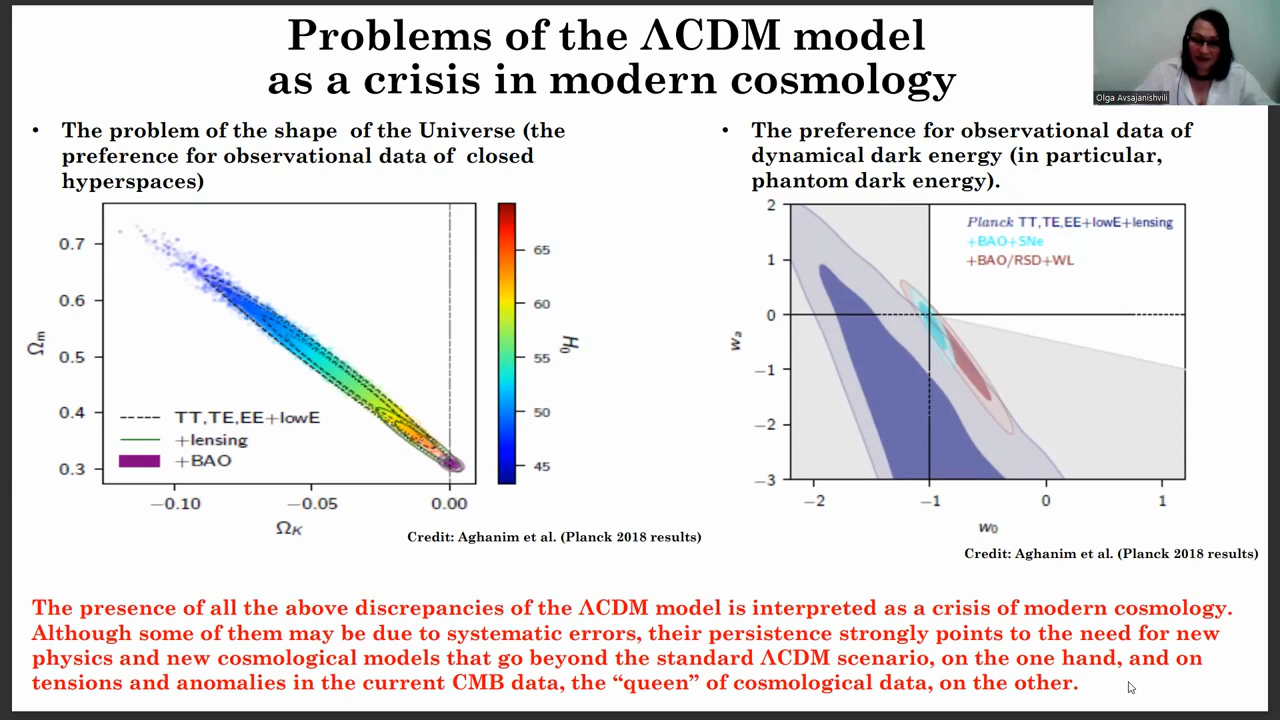 Problems of the ΛCDM model
as a crisis in modern cosmology
Olga Avsajanishvili
• The problem of the shape of the Universe (the
preference for observational data of closed
hyperspaces)
0.7
0.6
0.5
0.4
0.3
Ωm
TT,TE,EE+lowE
+lensing
+BAO
−0.10
−0.05
0.00
ΩK
65
60
55
50
45
H0
Credit: Aghanim et al. (Planck 2018 results)
• The preference for observational data of
dynamical dark energy (in particular,
phantom dark energy).
2
1
0
−1
−2
−3
wa
Planck TT,TE,EE+lowE+lensing
+BAO+SNe
+BAO/RSD+WL
−2
−1
0
1
w0
Credit: Aghanim et al. (Planck 2018 results)
The presence of all the above discrepancies of the ΛCDM model is interpreted as a crisis of modern cosmology.
Although some of them may be due to systematic errors, their persistence strongly points to the need for new
physics and new cosmological models that go beyond the standard ΛCDM scenario, on the one hand, and on
tensions and anomalies in the current CMB data, the “queen” of cosmological data, on the other.